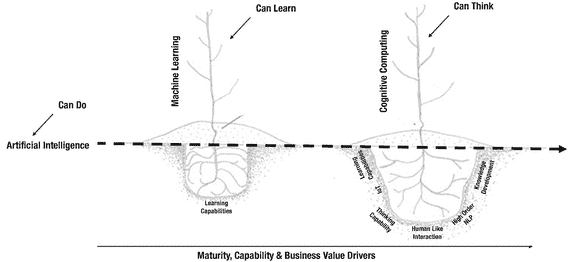 Can Learn
Can Think
Machine Learning
Cognitive Computing
Can Do
Artificial Intelligence
Learning
Capabilities
Learning
Capabilities
IoT
Thinking
Capability
Human Like
Interaction
High Order
NLP
Knowledge
Development
Maturity, Capability & Business Value Drivers